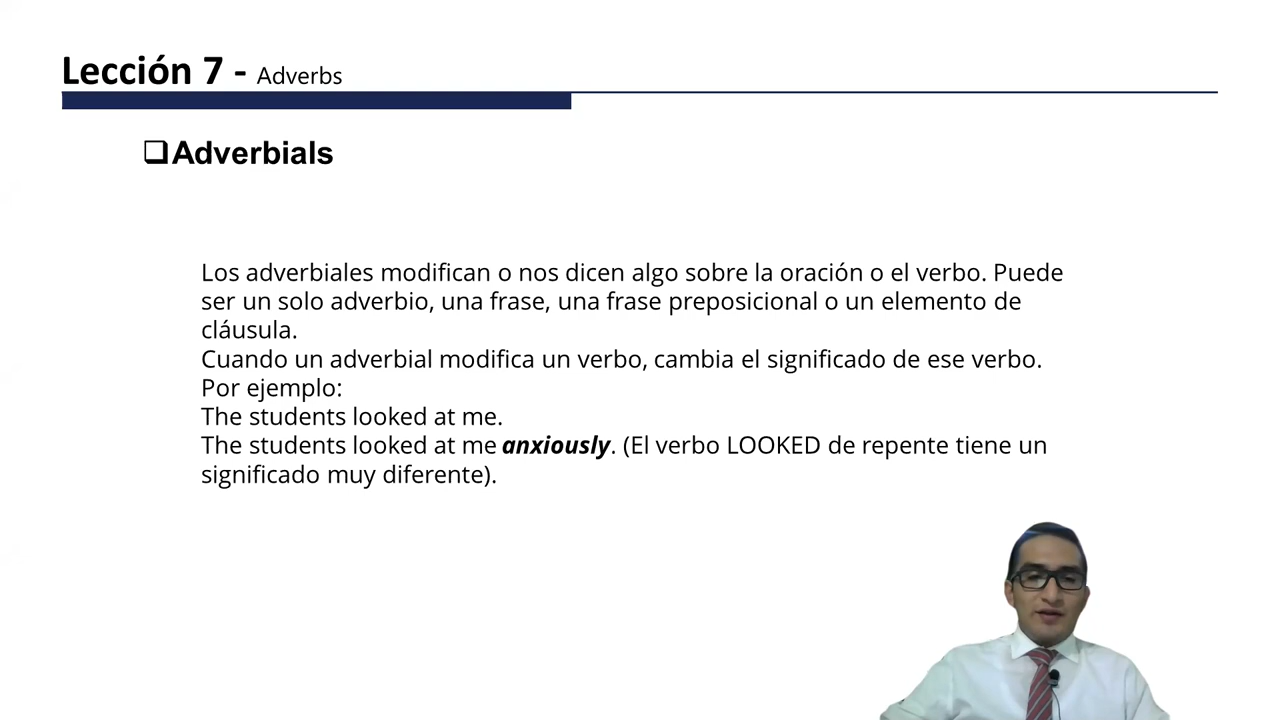 Lección 7 - Adverbs
❑Adverbials
Los adverbiales modifican o nos dicen algo sobre la oración o el verbo. Puede
ser un solo adverbio, una frase, una frase preposicional o un elemento de
cláusula.
Cuando un adverbial modifica un verbo, cambia el significado de ese verbo.
Por ejemplo:
The students looked at me.
The students looked at me anxiously. (El verbo LOOKED de repente tiene un
significado muy diferente).